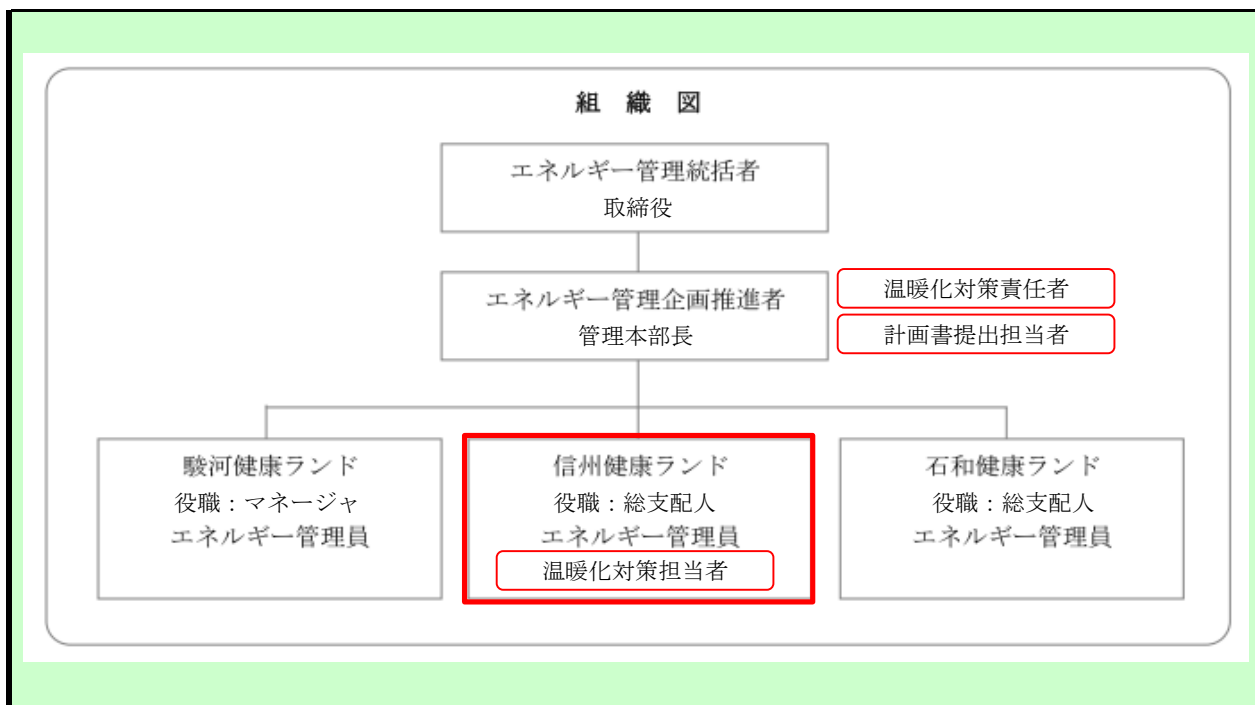 組 織 図
エネルギー管理統括者
取締役
エネルギー管理企画推進者
管理本部長
温暖化対策責任者
計画書提出担当者
駿河健康ランド
役職：マネージャ
エネルギー管理員
信州健康ランド
役職：総支配人
エネルギー管理員
温暖化対策担当者
石和健康ランド
役職：総支配人
エネルギー管理員